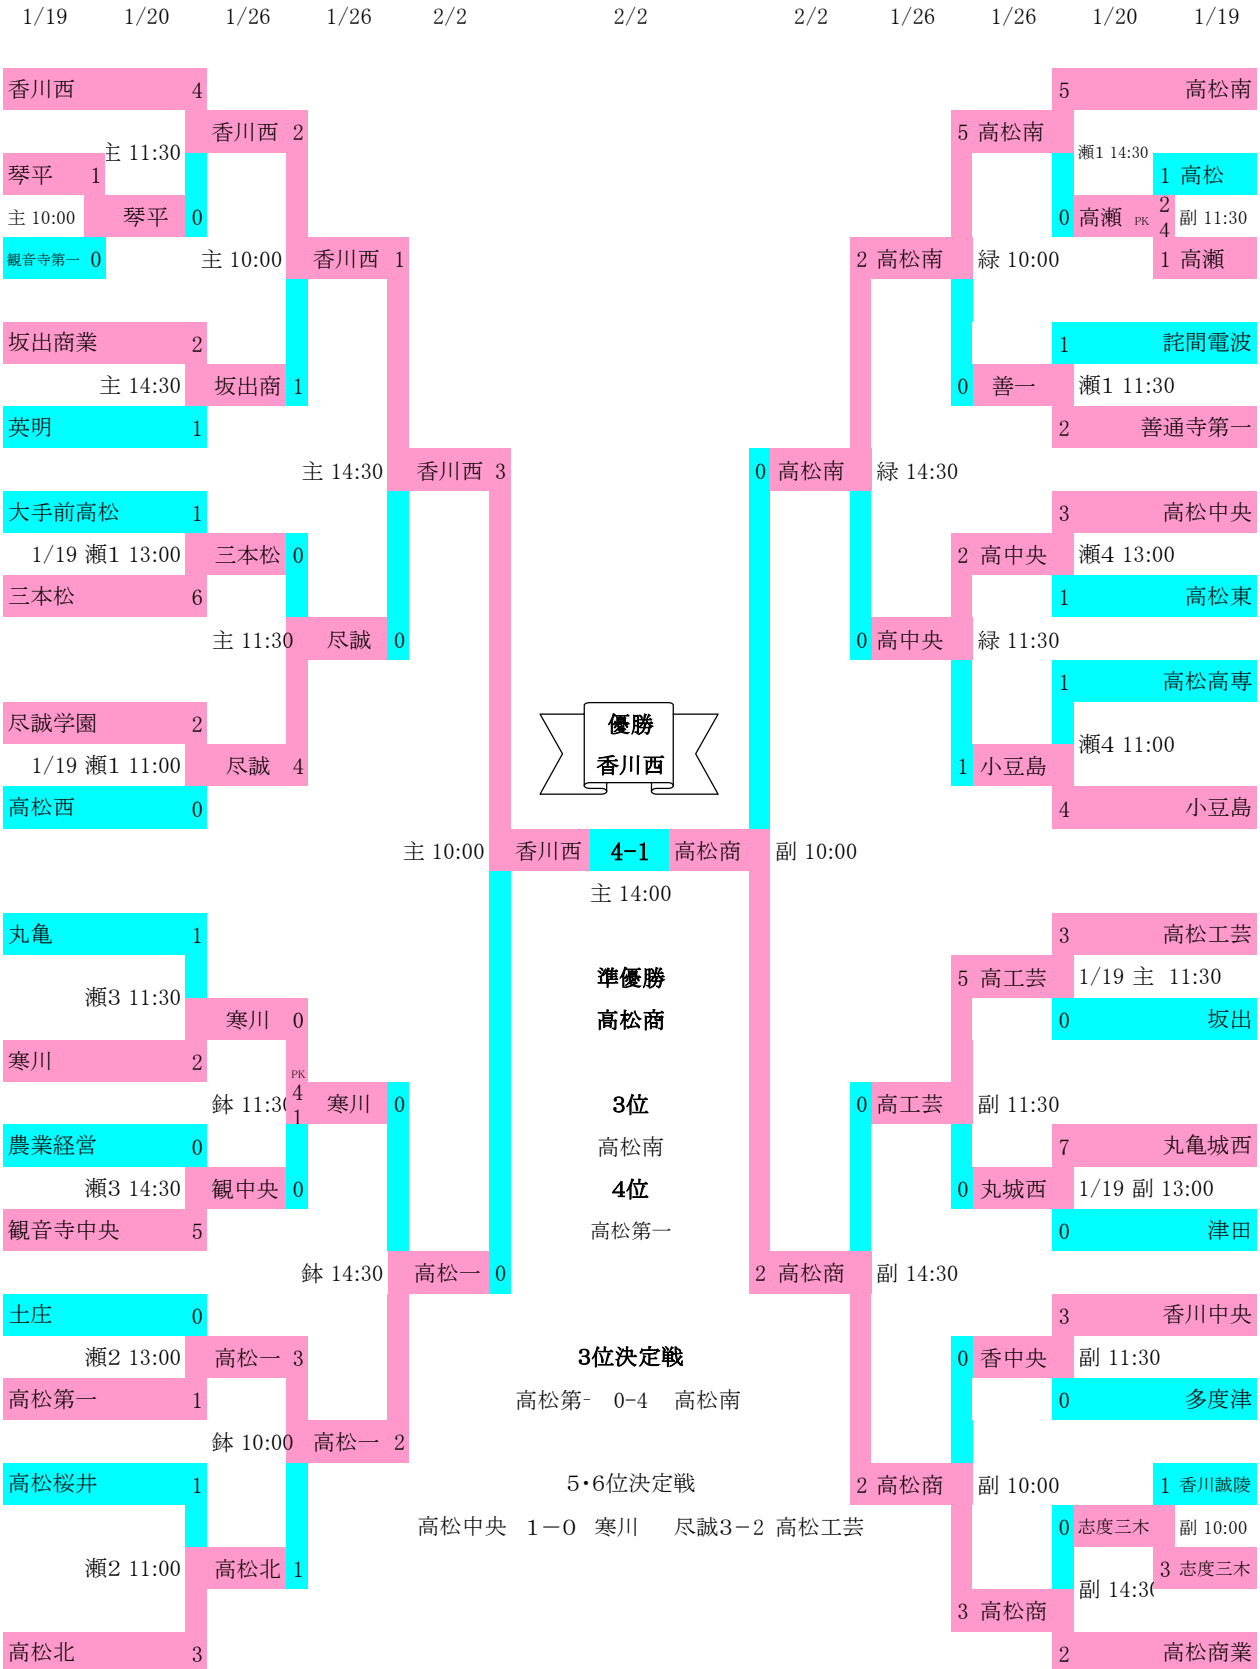 1/19 1/20 1/26 1/26 2/2 2/2 2/2 1/26 1/26 1/20 1/19
香川西 4 5 高松南
香川西 2 5 高松南
主 11:30 瀬1 14:30
琴平 1 1 高松
主 10:00 琴平 0 0 高瀬 PK 2 4 副 11:30
観音寺第一 0 主 10:00 香川西 1 2 高松南 緑 10:00 1 高瀬
坂出商業 2 1 詫間電波
主 14:30 坂出商 1 0 善一 瀬1 11:30
英明 1 2 善通寺第一
主 14:30 香川西 3 0 高松南 緑 14:30
大手前高松 1 3 高松中央
1/19 瀬1 13:00 三本松 0 2 高中央 瀬4 13:00
三本松 6 1 高松東
主 11:30 尽誠 0 0 高中央 緑 11:30
1 高松高専
尽誠学園 2 優勝
瀬4 11:00
1/19 瀬1 11:00 尽誠 4 香川西 1 小豆島
高松西 0 4 小豆島
主 10:00 香川西 4-1 高松商 副 10:00
主 14:00
丸亀 1 3 高松工芸
準優勝 5 高工芸 1/19 主 11:30
瀬3 11:30
寒川 0 高松商 0 坂出
寒川 2
PK
鉢 11:30 4 1 寒川 0 3位 0 高工芸 副 11:30
農業経営 0 高松南 7 丸亀城西
瀬3 14:30 観中央 0 4位 0 丸城西 1/19 副 13:00
観音寺中央 5 高松第一 0 津田
鉢 14:30 高松一 0 2 高松商 副 14:30
土庄 0 3 香川中央
瀬2 13:00 高松一 3 3位決定戦 0 香中央 副 11:30
高松第一 1 高松第- 0-4 高松南 0 多度津
鉢 10:00 高松一 2
高松桜井 1 5・6位決定戦 2 高松商 副 10:00 1 香川誠陵
高松中央 1－0 寒川 尽誠3－2 高松工芸 0 志度三木 副 10:00
瀬2 11:00 高松北 1 3 志度三木
副 14:30
3 高松商
高松北 3 2 高松商業